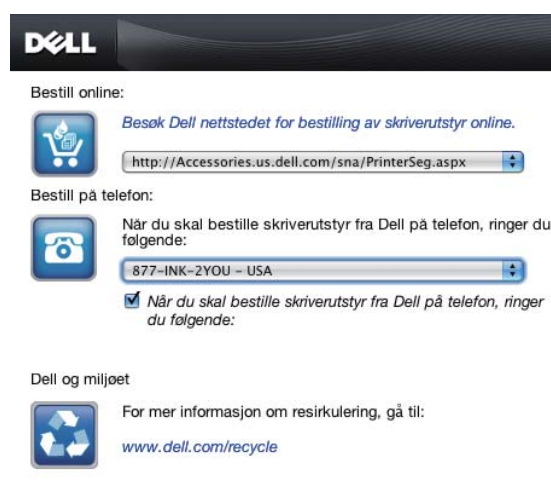 DELL
Bestill online:
Besøk Dell nettstedet for bestilling av skriverutstyr online.
http://Accessories.us.dell.com/sna/PrinterSeg.aspx
Bestill på telefon:
Når du skal bestille skriverutstyr fra Dell på telefon, ringer du
følgende:
877-INK-2YOU - USA
Når du skal bestille skriverutstyr fra Dell på telefon, ringer
du følgende:
Dell og miljøet
For mer informasjon om resirkulering, gå til:
www.dell.com/recycle